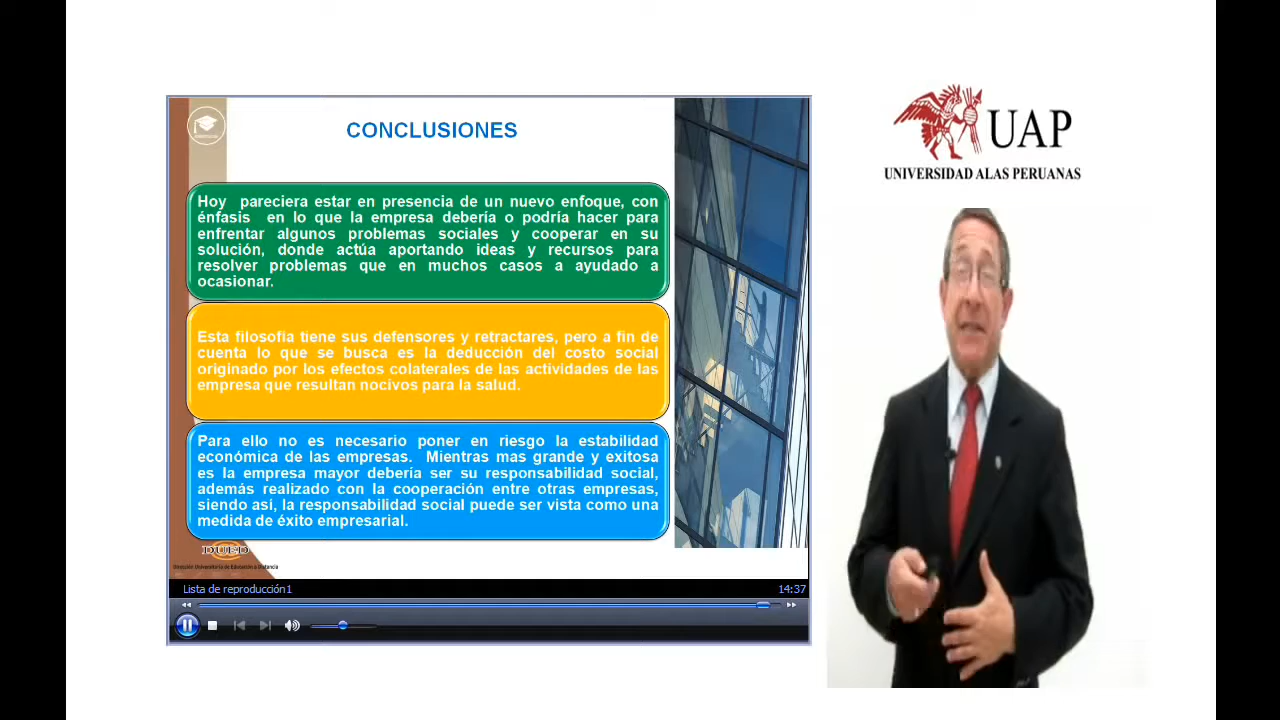 CONCLUSIONES
Hoy pareciera estar en presencia de un nuevo enfoque, con
énfasis en lo que la empresa debería o podría hacer para
enfrentar algunos problemas sociales y cooperar en su
solución, donde actúa aportando ideas y recursos para
resolver problemas que en muchos casos a ayudado a
ocasionar.
Esta filosofía tiene sus defensores y retractares, pero a fin de
cuenta lo que se busca es la deducción del costo social
originado por los efectos colaterales de las actividades de las
empresa que resultan nocivos para la salud.
Para ello no es necesario poner en riesgo la estabilidad
económica de las empresas. Mientras mas grande y exitosa
es la empresa mayor debería ser su responsabilidad social,
además realizado con la cooperación entre otras empresas,
siendo así, la responsabilidad social puede ser vista como una
medida de éxito empresarial.
DUED
Dirección Universitaria de Educación a Distancia
Lista de reproducción1
14:37
UAP
UNIVERSIDAD ALAS PERUANAS